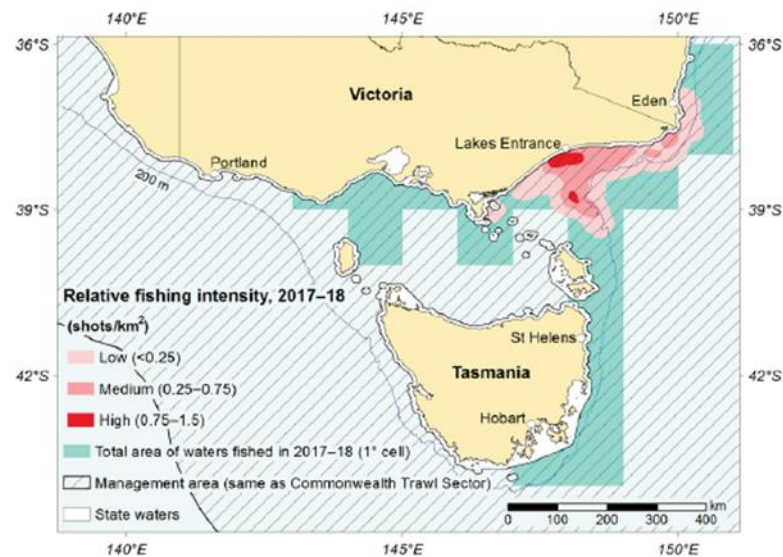 140°E 145°E 150°E
36°S 36°S
Victoria
Eden
Lakes Entrance
Portland
200 m
39°S 39°S
Relative fishing intensity, 2017–18
(shots/km²)
Low (<0.25)
St Helens
42°S 42°S
Tasmania
Medium (0.25–0.75)
High (0.75–1.5)
Hobart
Total area of waters fished in 2017–18 (1° cell)
Management area (same as Commonwealth Trawl Sector)
km
0 100 200 300 400
State waters
140°E 145°E 150°E